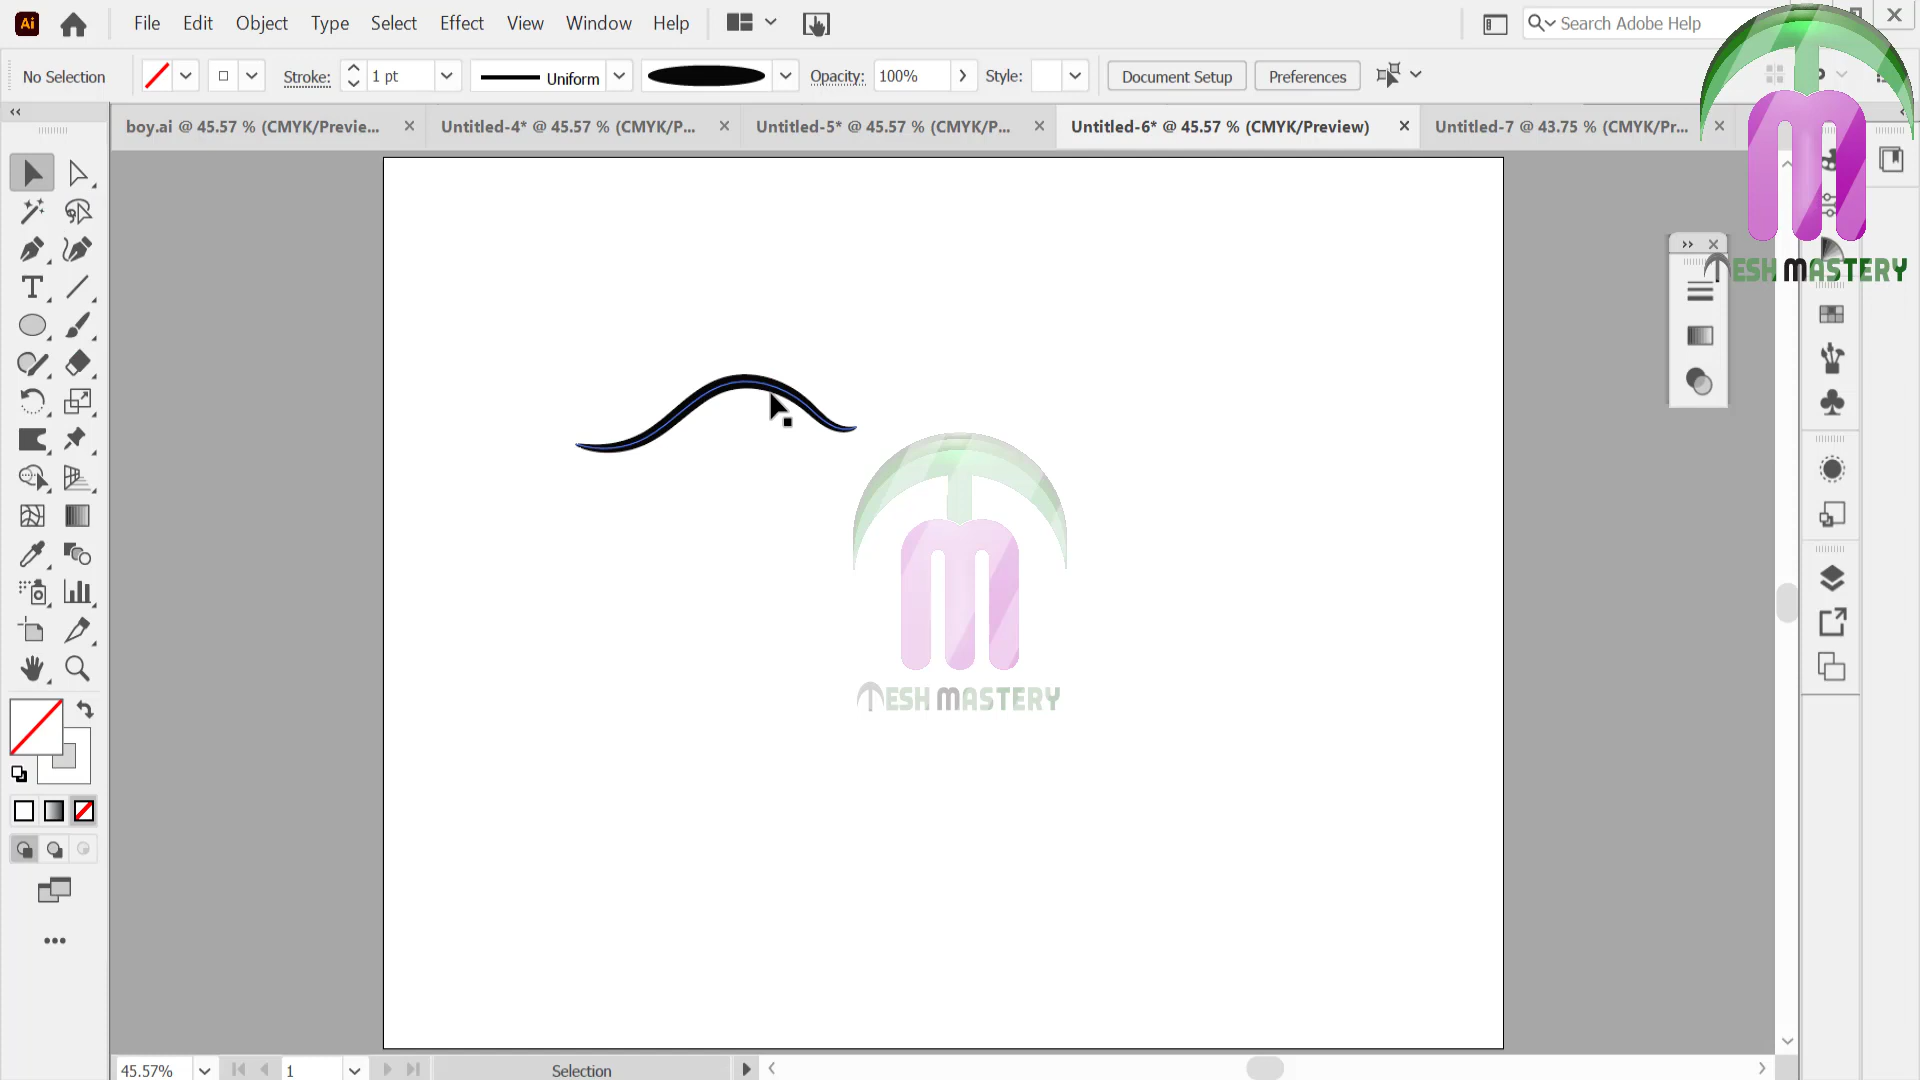 Ai File Edit Object Type Select Effect View Window Help Search Adobe Help
No Selection Stroke: 1 pt Uniform Opacity: 100% Style: Document Setup Preferences
boy.ai @ 45.57 % (CMYK/Previe... Untitled-4* @ 45.57 % (CMYK/P... Untitled-5* @ 45.57 % (CMYK/P... Untitled-6* @ 45.57 % (CMYK/Preview) Untitled-7 @ 43.75 % (CMYK/Pr...
TESH MASTERY
TESH MASTERY
45.57% 1 Selection